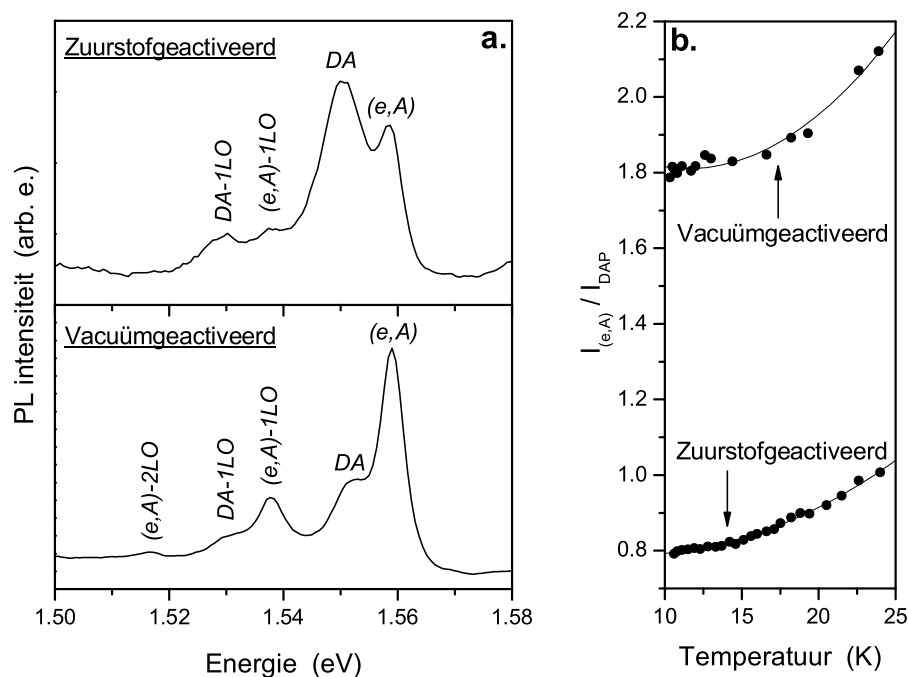 a.
Zuurstofgeactiveerd
DA
(e,A)
DA-1LO
(e,A)-1LO
Vacuümgeactiveerd
(e,A)
(e,A)-2LO
DA-1LO
(e,A)-1LO
DA
PL intensiteit (arb. e.)
1.50 1.52 1.54 1.56 1.58
Energie (eV)
b.
2.2
2.0
1.8
1.6
1.4
1.2
1.0
0.8
I(e,A) / IDAP
Vacuümgeactiveerd
Zuurstofgeactiveerd
10 15 20 25
Temperatuur (K)